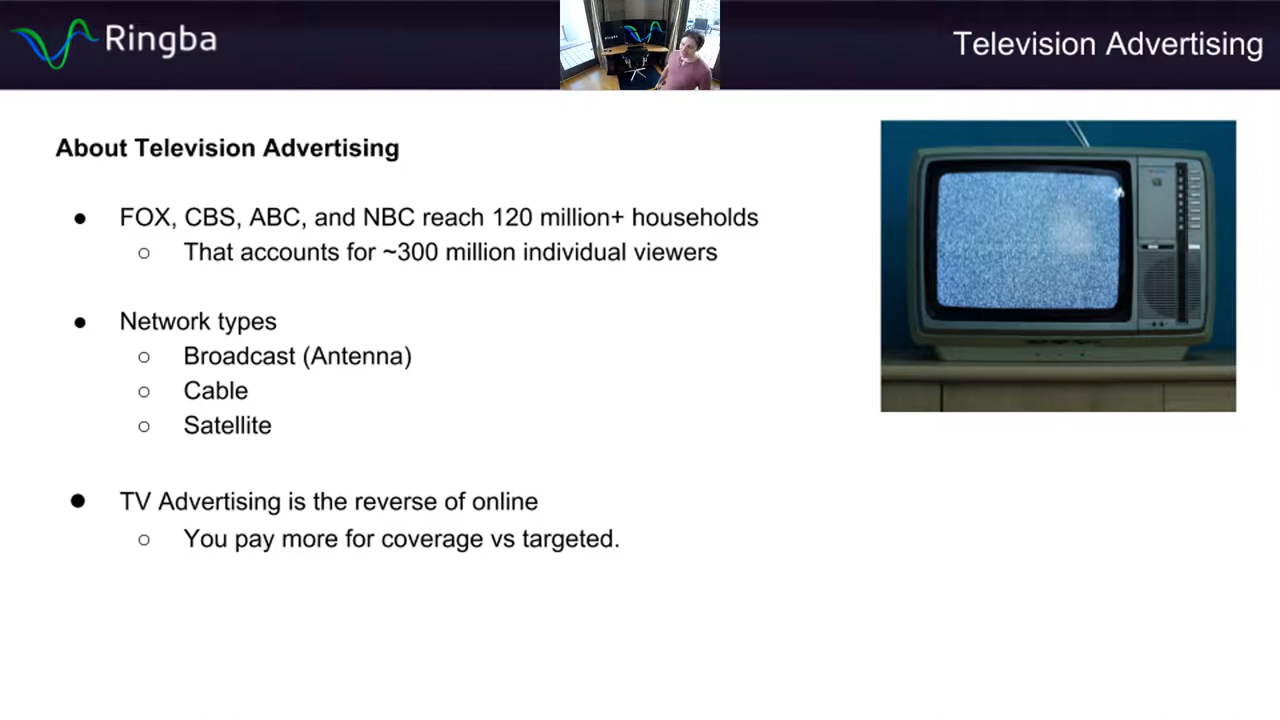 Ringba
Television Advertising
About Television Advertising
● FOX, CBS, ABC, and NBC reach 120 million+ households
○ That accounts for ~300 million individual viewers
● Network types
○ Broadcast (Antenna)
○ Cable
○ Satellite
● TV Advertising is the reverse of online
○ You pay more for coverage vs targeted.